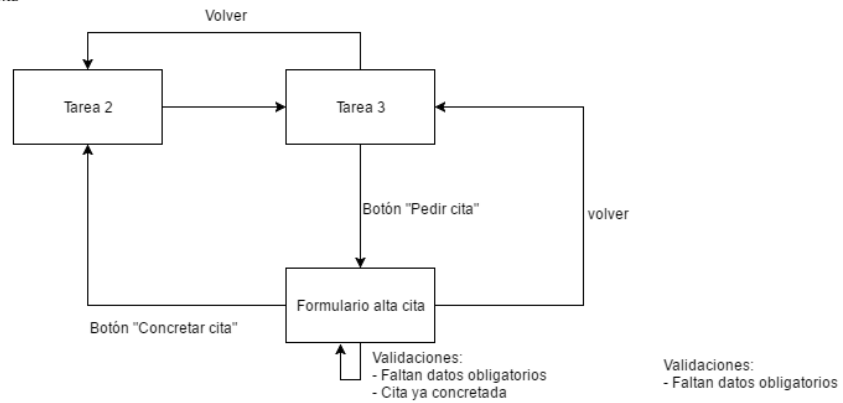 Volver
Tarea 2
Tarea 3
Botón "Pedir cita"
volver
Formulario alta cita
Botón "Concretar cita"
Validaciones:
- Faltan datos obligatorios
- Cita ya concretada
Validaciones:
- Faltan datos obligatorios